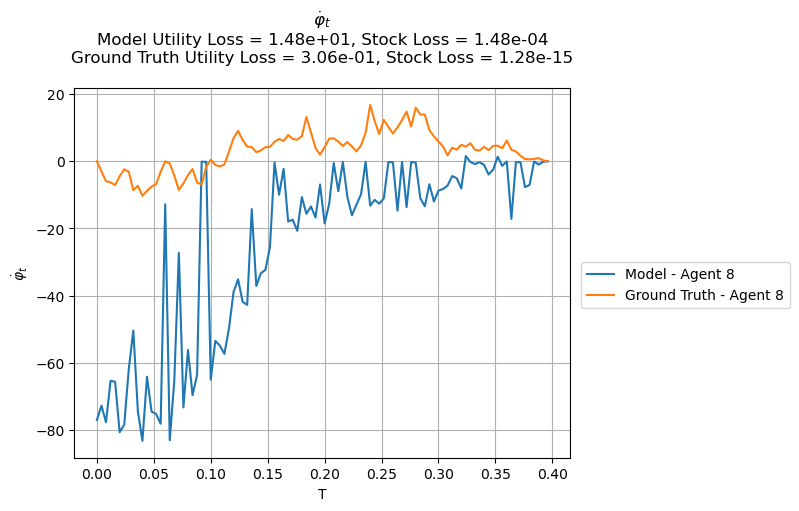 φ̇ₜ
Model Utility Loss = 1.48e+01, Stock Loss = 1.48e-04
Ground Truth Utility Loss = 3.06e-01, Stock Loss = 1.28e-15
20
0
−20
−40
−60
−80
φ̇ₜ
0.00 0.05 0.10 0.15 0.20 0.25 0.30 0.35 0.40
T
Model - Agent 8
Ground Truth - Agent 8